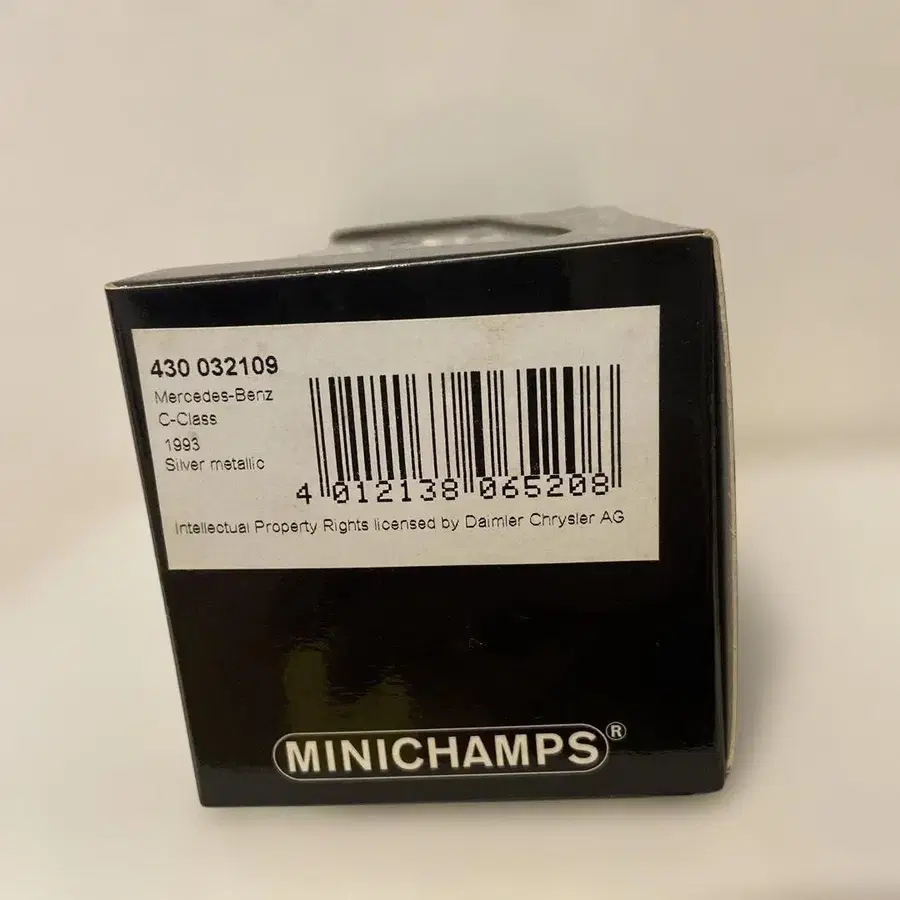 430 032109
Mercedes-Benz
C-Class
1993
Silver metallic
4 012138 065208
Intellectual Property Rights licensed by Daimler Chrysler AG
MINICHAMPS®